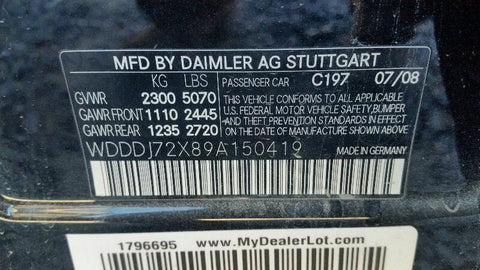 MFD BY DAIMLER AG STUTTGART
KG LBS PASSENGER CAR C197 07/08
GVWR 2300 5070 THIS VEHICLE CONFORMS TO ALL APPLICABLE
GAWR FRONT 1110 2445 U.S. FEDERAL MOTOR VEHICLE SAFETY, BUMPER
GAWR REAR 1235 2720 AND THEFT PREVENTION STANDARDS IN EFFECT ON THE DATE OF
WDDDJ72X89A150419 MANUFACTURE SHOWN ABOVE. MADE IN GERMANY
1796695 www.MyDealerLot.com